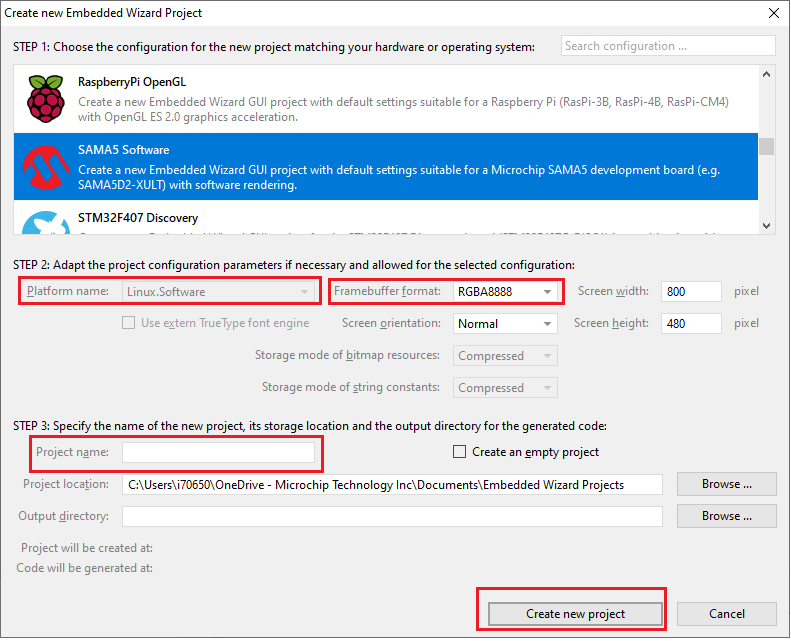 Create new Embedded Wizard Project
STEP 1: Choose the configuration for the new project matching your hardware or operating system:
Search configuration ...
RaspberryPi OpenGL
Create a new Embedded Wizard GUI project with default settings suitable for a Raspberry Pi (RasPi-3B, RasPi-4B, RasPi-CM4)
with OpenGL ES 2.0 graphics acceleration.
SAMA5 Software
Create a new Embedded Wizard GUI project with default settings suitable for a Microchip SAMA5 development board (e.g.
SAMA5D2-XULT) with software rendering.
STM32F407 Discovery
STEP 2: Adapt the project configuration parameters if necessary and allowed for the selected configuration:
Platform name: Linux.Software Framebuffer format: RGBA8888 Screen width: 800 pixel
Use extern TrueType font engine Screen orientation: Normal Screen height: 480 pixel
Storage mode of bitmap resources: Compressed
Storage mode of string constants: Compressed
STEP 3: Specify the name of the new project, its storage location and the output directory for the generated code:
Project name: Create an empty project
Project location: C:\Users\i70650\OneDrive - Microchip Technology Inc\Documents\Embedded Wizard Projects Browse ...
Output directory: Browse ...
Project will be created at:
Code will be generated at:
Create new project Cancel